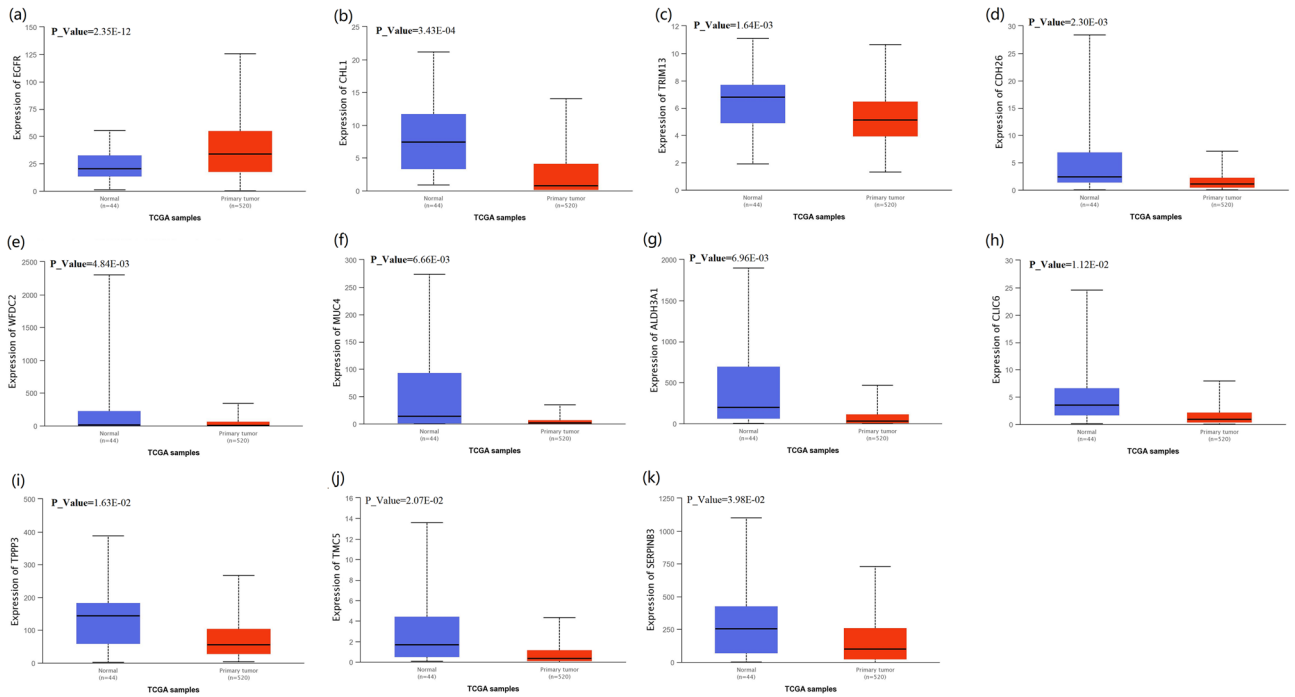 (a)
P_Value=2.35E-12
Expression of EGFR
150
125
100
75
50
25
0
Normal
(n=44)
Primary tumor
(n=520)
TCGA samples
(b)
P_Value=3.43E-04
Expression of CHL1
25
20
15
10
5
0
Normal
(n=44)
Primary tumor
(n=520)
TCGA samples
(c)
P_Value=1.64E-03
Expression of TRIM13
12
10
8
6
4
2
0
Normal
(n=44)
Primary tumor
(n=520)
TCGA samples
(d)
P_Value=2.30E-03
Expression of CDH26
30
25
20
15
10
5
0
Normal
(n=44)
Primary tumor
(n=520)
TCGA samples
(e)
P_Value=4.84E-03
Expression of WFDC2
2500
2000
1500
1000
500
0
Normal
(n=44)
Primary tumor
(n=520)
TCGA samples
(f)
P_Value=6.66E-03
Expression of MUC4
300
250
200
150
100
50
0
Normal
(n=44)
Primary tumor
(n=520)
TCGA samples
(g)
P_Value=6.96E-03
Expression of ALDH3A1
2000
1500
1000
500
0
Normal
(n=44)
Primary tumor
(n=520)
TCGA samples
(h)
P_Value=1.12E-02
Expression of CLIC6
30
25
20
15
10
5
0
Normal
(n=44)
Primary tumor
(n=520)
TCGA samples
(i)
P_Value=1.63E-02
Expression of TPPP3
500
400
300
200
100
0
Normal
(n=44)
Primary tumor
(n=520)
TCGA samples
(j)
P_Value=2.07E-02
Expression of TMC5
16
14
12
10
8
6
4
2
0
Normal
(n=44)
Primary tumor
(n=520)
TCGA samples
(k)
P_Value=3.98E-02
Expression of SERPINB3
1250
1000
750
500
250
0
Normal
(n=44)
Primary tumor
(n=520)
TCGA samples